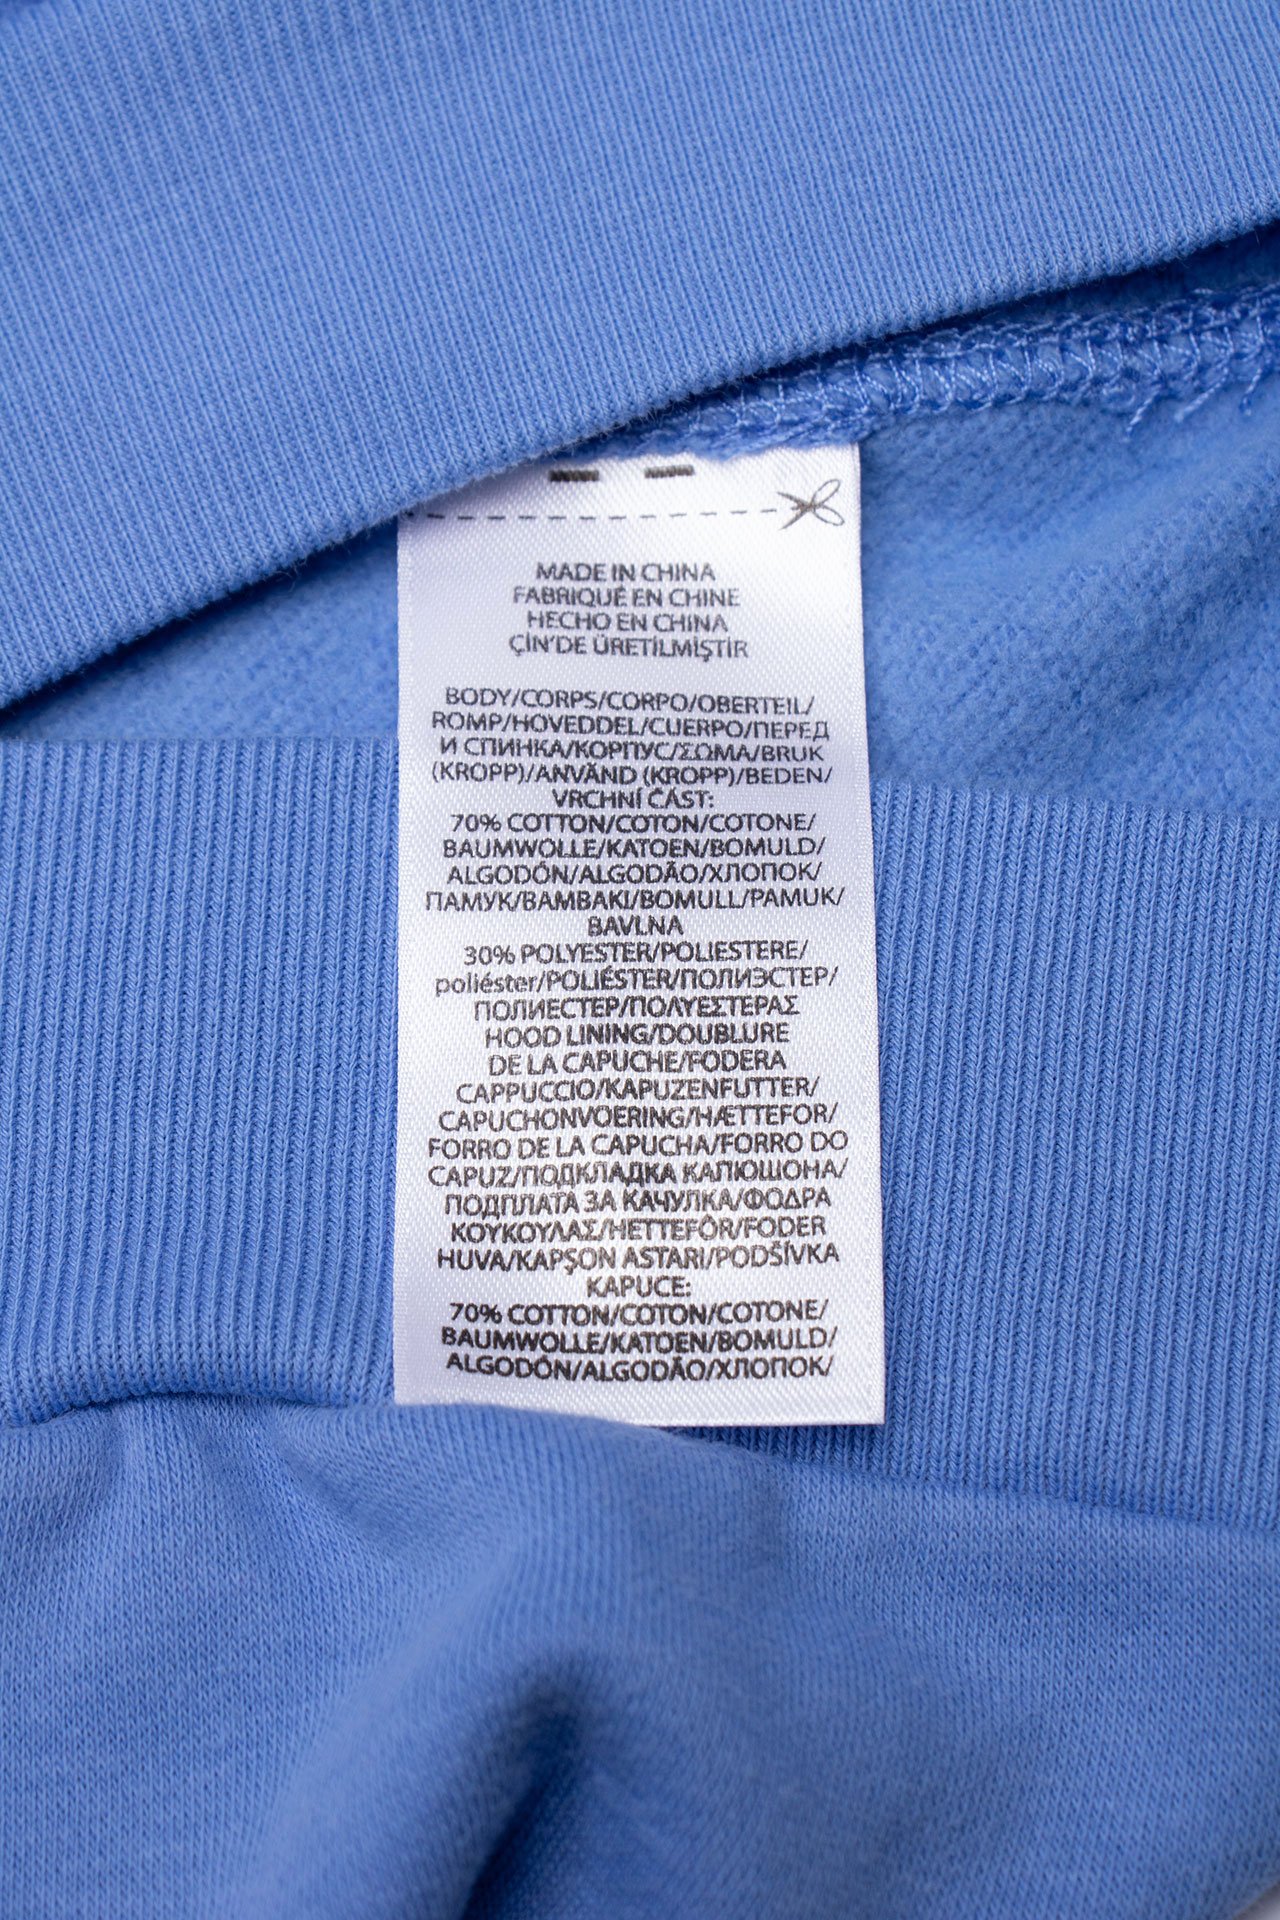 MADE IN CHINA
FABRIQUÉ EN CHINE
HECHO EN CHINA
ÇİN'DE ÜRETİLMİŞTİR
BODY/CORPS/CORPO/OBERTEIL/
ROMP/HOVEDDEL/CUERPO/ПЕРЕД
И СПИНКА/КОРПУС/ΣΩΜΑ/BRUK
(KROPP)/ANVÄND (KROPP)/BEDEN/
VRCHNÍ ČÁST:
70% COTTON/COTON/COTONE/
BAUMWOLLE/KATOEN/BOMULD/
ALGODÓN/ALGODÃO/ХЛОПОК/
ПАМУК/ΒΑΜΒΑΚΙ/BOMULL/PAMUK/
BAVLNA
30% POLYESTER/POLIESTERE/
poliéster/POLIÉSTER/ПОЛИЭСТЕР/
ПОЛИЕСТЕР/ΠΟΛΥΕΣΤΕΡΑΣ
HOOD LINING/DOUBLURE
DE LA CAPUCHE/FODERA
CAPPUCCIO/KAPUZENFUTTER/
CAPUCHONVOERING/HÆTTEFOR/
FORRO DE LA CAPUCHA/FORRO DO
CAPUZ/ПОДКЛАДКА КАПЮШОНА/
ПОДПЛАТА ЗА КАЧУЛКА/ΦΟΔΡΑ
ΚΟΥΚΟΥΛΑΣ/HETTEFÔR/FODER
HUVA/KAPŞON ASTARI/PODŠÍVKA
KAPUCE:
70% COTTON/COTON/COTONE/
BAUMWOLLE/KATOEN/BOMULD/
ALGODÓN/ALGODÃO/ХЛОПОК/